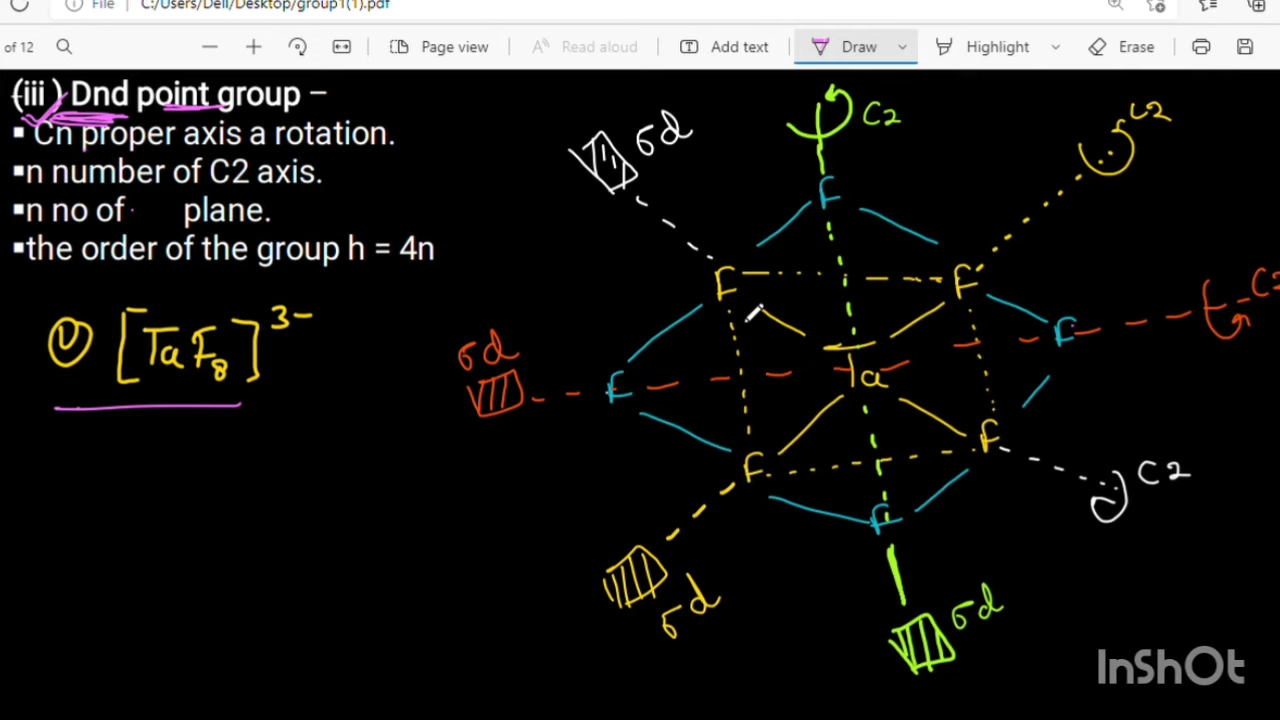 File C:/Users/Dell/Desktop/group1(1).pdf
of 12 Page view Read aloud Add text Draw Highlight Erase
(iii) Dnd point group –
▪ Cn proper axis a rotation.
▪n number of C2 axis.
▪n no of plane.
▪the order of the group h = 4n
① [TaF8]3-
σd
C2
C2
F
F
F
C2
F
σd
F
Ta
F
F
C2
F
σd
σd
InShOt